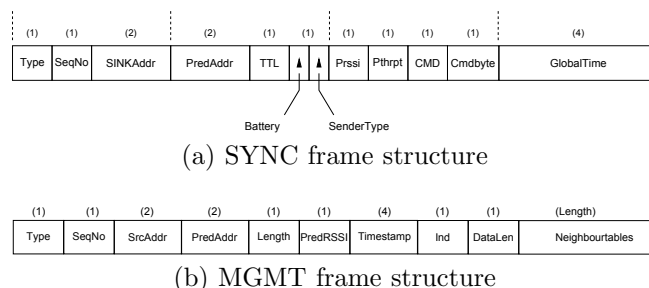 (1) (1) (2) (2) (1) (1) (1) (1) (1) (1) (4)
Type SeqNo SINKAddr PredAddr TTL Prssi Pthrpt CMD Cmdbyte GlobalTime
Battery SenderType
(a) SYNC frame structure
(1) (1) (2) (2) (1) (1) (4) (1) (1) (Length)
Type SeqNo SrcAddr PredAddr Length PredRSSI Timestamp Ind DataLen Neighbourtables
(b) MGMT frame structure